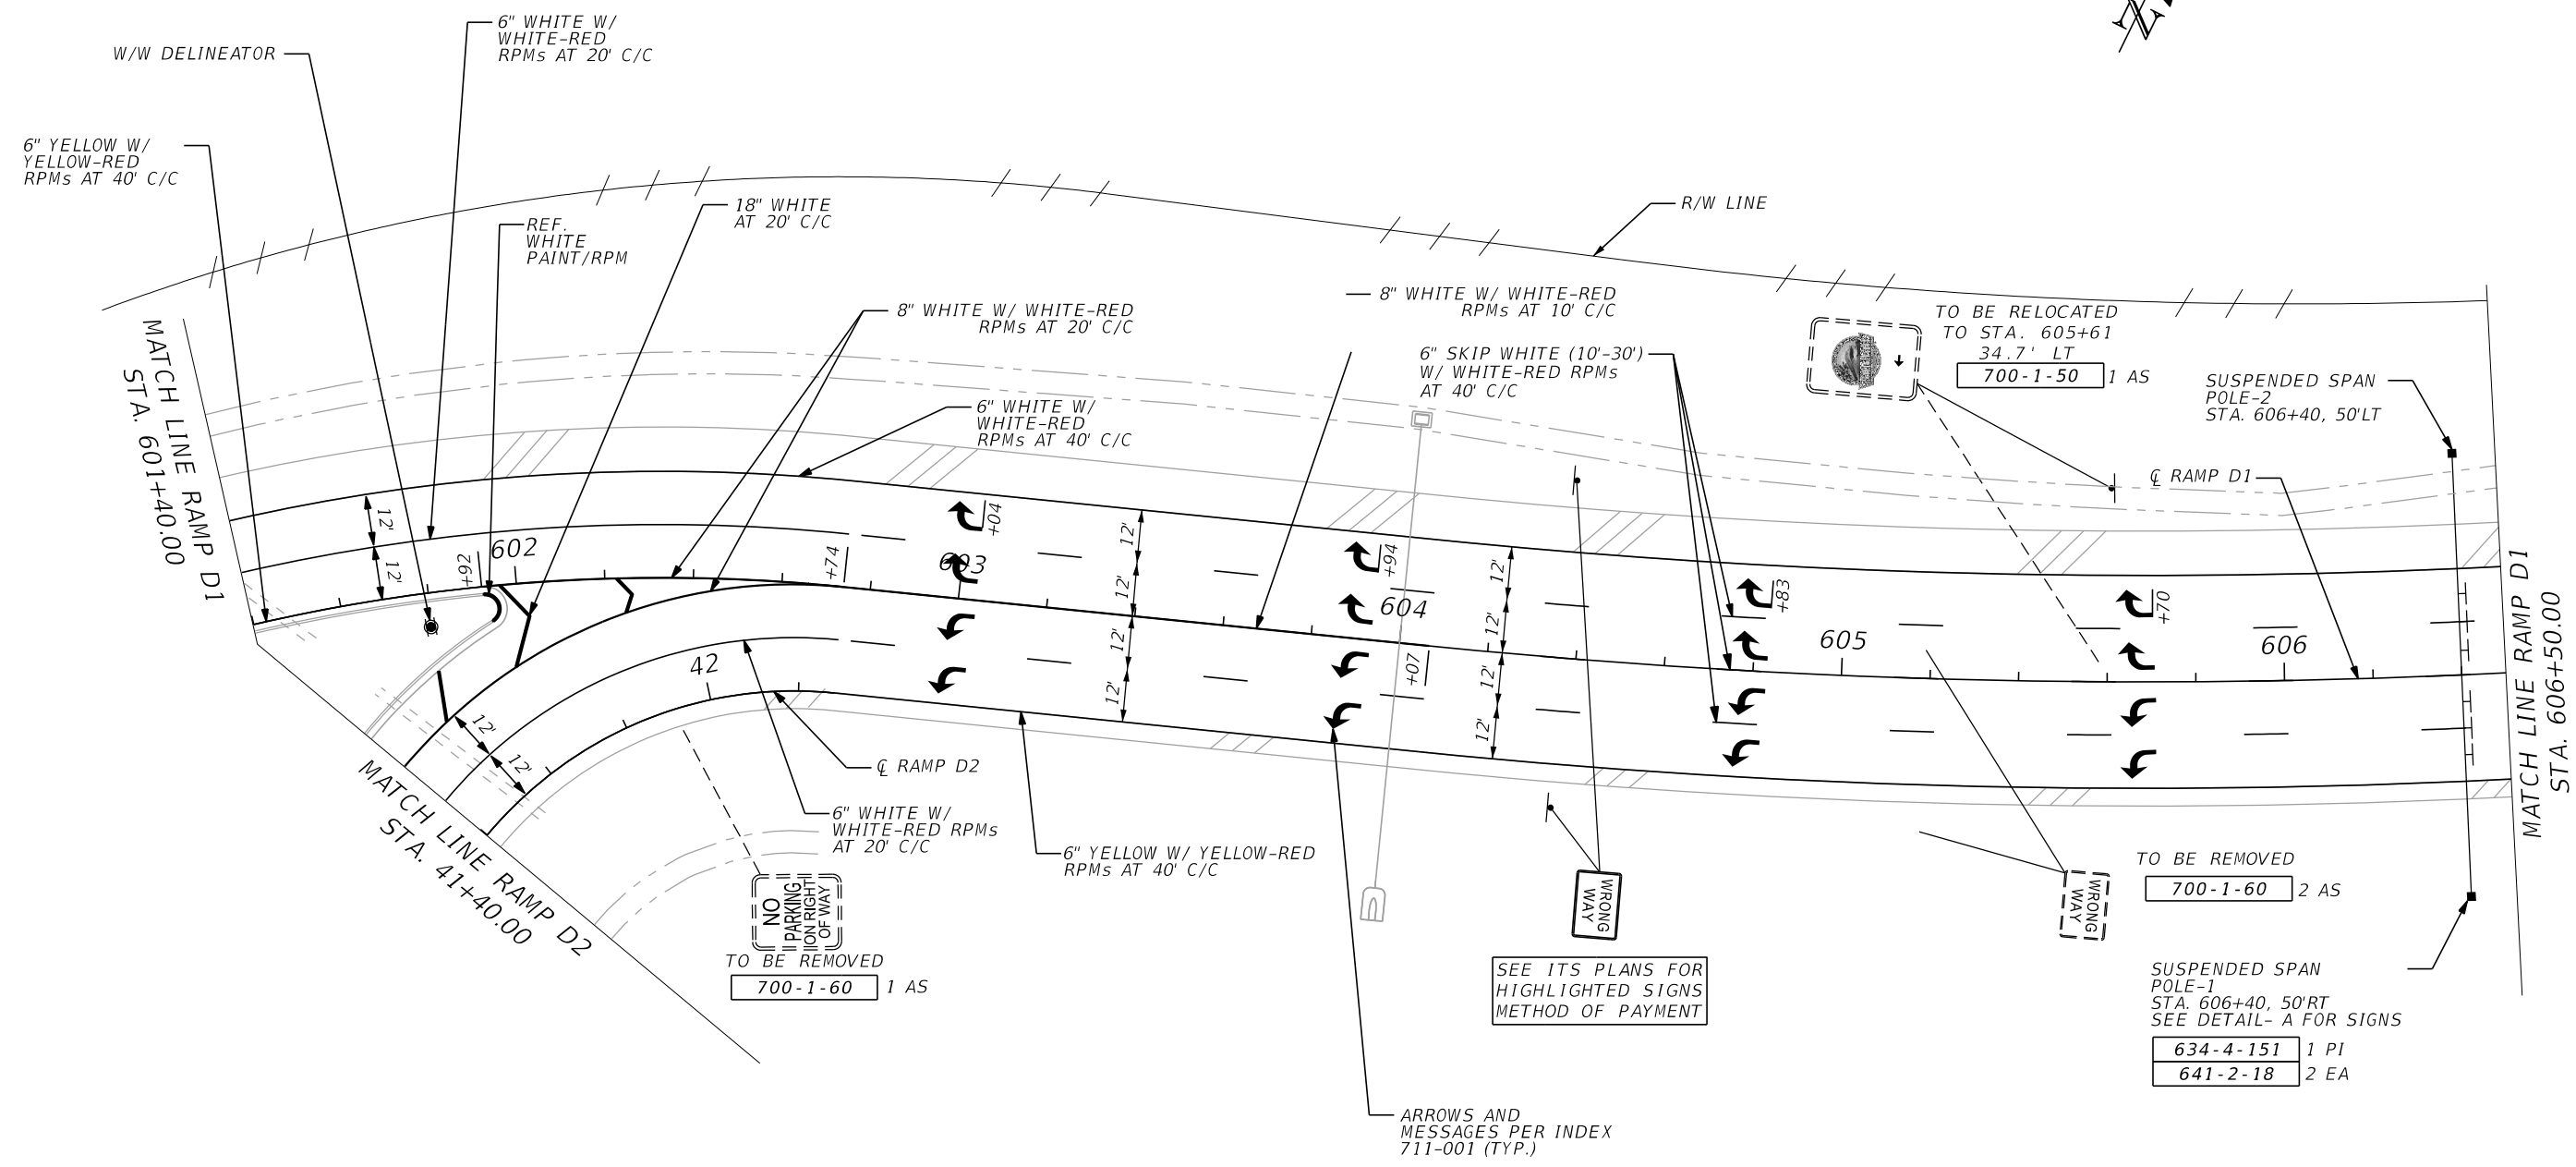 6" WHITE W/
WHITE-RED
RPMs AT 20' C/C
W/W DELINEATOR
6" YELLOW W/
YELLOW-RED
RPMs AT 40' C/C
REF.
WHITE
PAINT/RPM
18" WHITE
AT 20' C/C
R/W LINE
8" WHITE W/ WHITE-RED
RPMs AT 20' C/C
8" WHITE W/ WHITE-RED
RPMs AT 10' C/C
6" SKIP WHITE (10'-30')
W/ WHITE-RED RPMs
AT 40' C/C
TO BE RELOCATED
TO STA. 605+61
34.7' LT
700-1-50 1 AS
SUSPENDED SPAN
POLE-2
STA. 606+40, 50'LT
6" WHITE W/
WHITE-RED
RPMs AT 40' C/C
℄ RAMP D1
MATCH LINE RAMP D1
STA. 601+40.00
12'
12'
+92
602
+74
603
+04
12'
12'
12'
12'
+94
604
+07
12'
12'
12'
12'
+83
605
+70
606
MATCH LINE RAMP D1
STA. 606+50.00
42
12'
12'
℄ RAMP D2
6" WHITE W/
WHITE-RED RPMs
AT 20' C/C
6" YELLOW W/ YELLOW-RED
RPMs AT 40' C/C
MATCH LINE RAMP D2
STA. 41+40.00
NO
PARKING
ON RIGHT
OF WAY
TO BE REMOVED
700-1-60 1 AS
WRONG
WAY
SEE ITS PLANS FOR
HIGHLIGHTED SIGNS
METHOD OF PAYMENT
WRONG
WAY
TO BE REMOVED
700-1-60 2 AS
SUSPENDED SPAN
POLE-1
STA. 606+40, 50'RT
SEE DETAIL- A FOR SIGNS
634-4-151 1 PI
641-2-18 2 EA
ARROWS AND
MESSAGES PER INDEX
711-001 (TYP.)